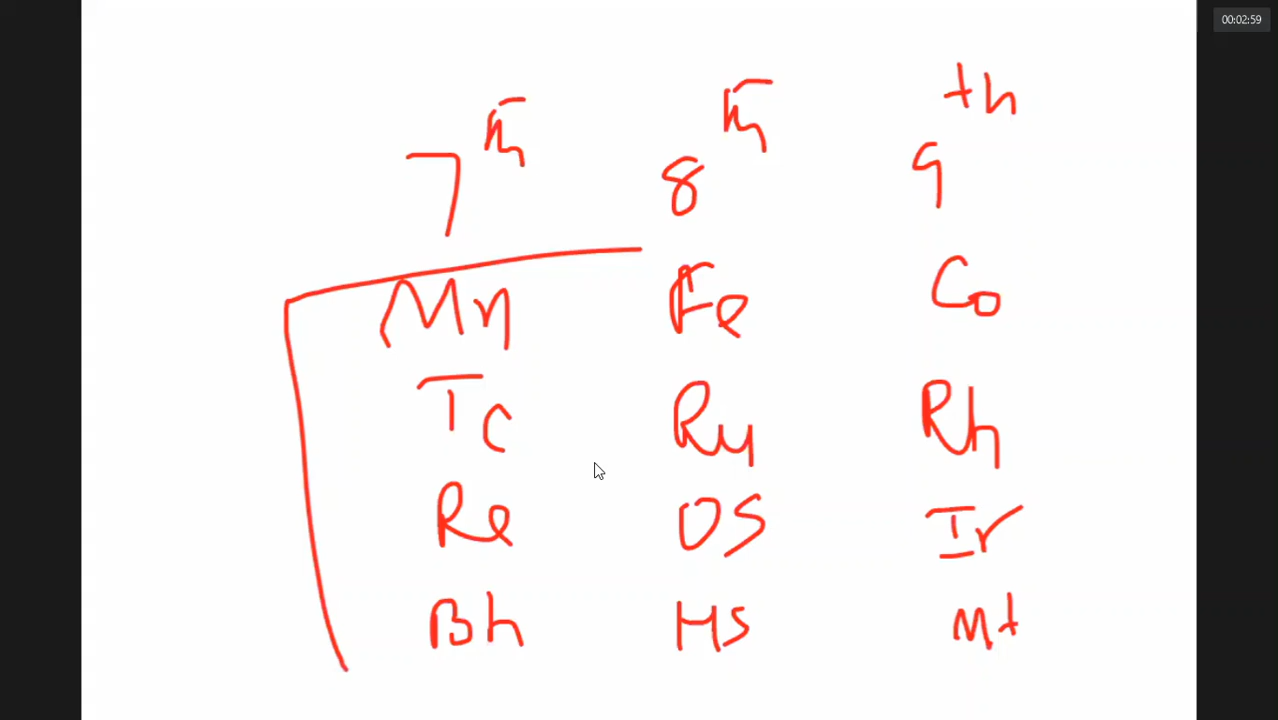 00:02:59
7th 8th 9th
Mn Fe Co
Tc Ru Rh
Re OS Ir
Bh HS Mt